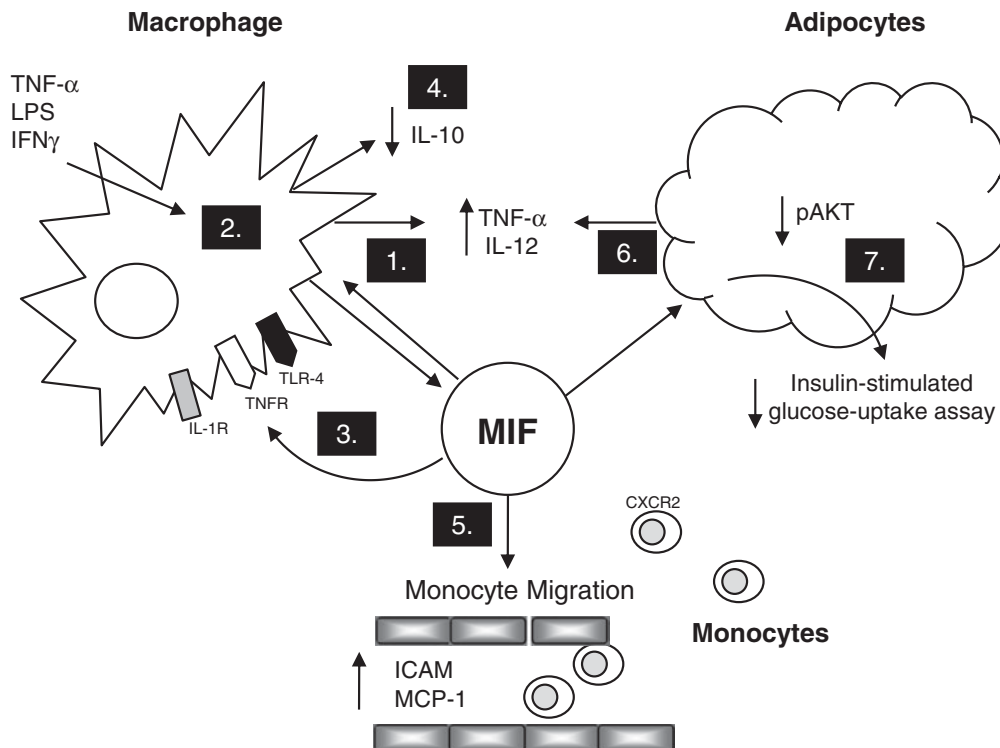 Macrophage
Adipocytes
TNF-α
LPS
IFNγ
4.
IL-10
2.
TNF-α
IL-12
1.
6.
pAKT
7.
TLR-4
TNFR
IL-1R
Insulin-stimulated
glucose-uptake assay
3.
MIF
5.
CXCR2
Monocyte Migration
Monocytes
ICAM
MCP-1